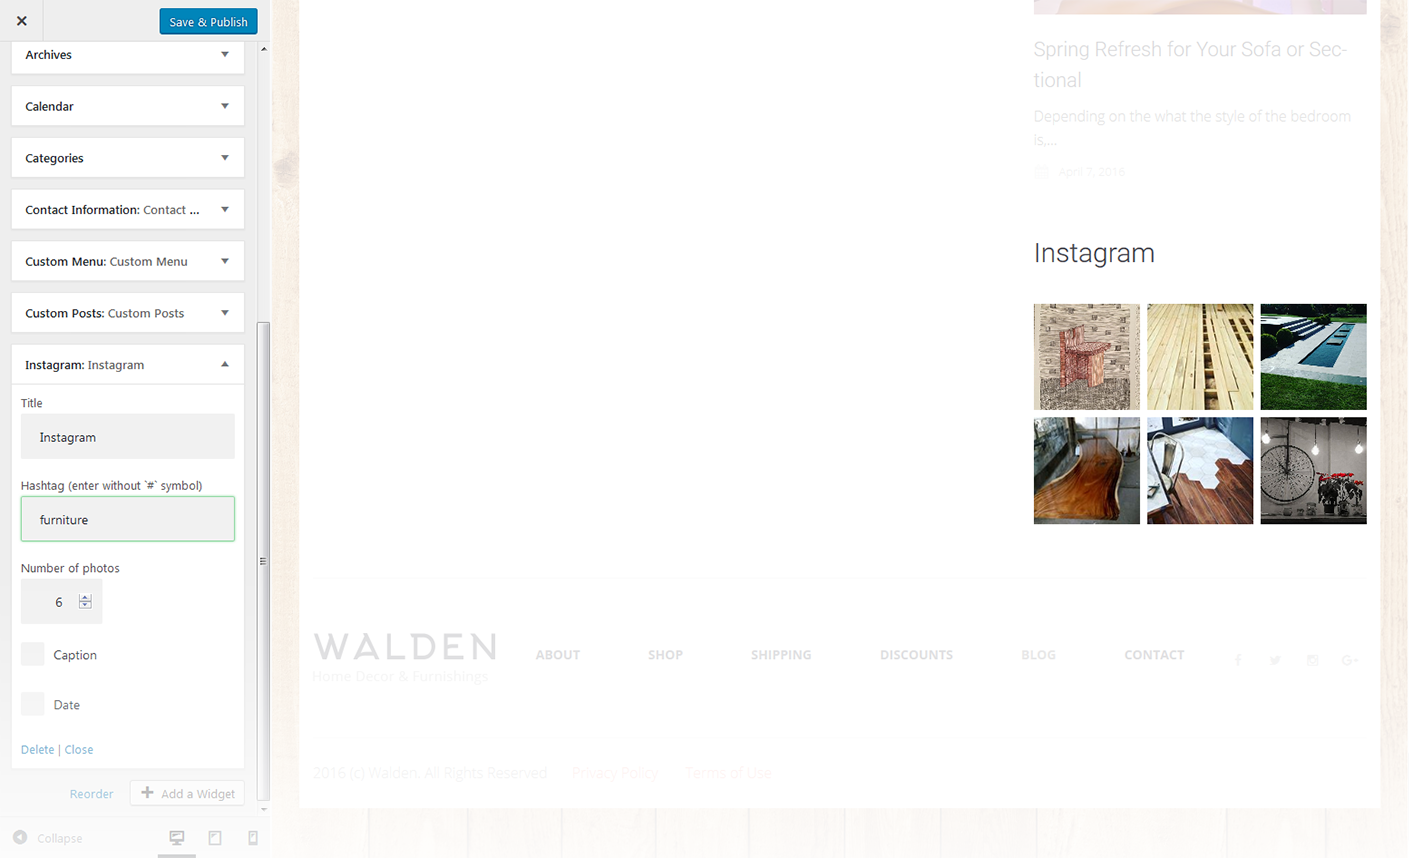 Save & Publish
Archives
Calendar
Categories
Contact Information: Contact ...
Custom Menu: Custom Menu
Custom Posts: Custom Posts
Instagram: Instagram
Title
Instagram
Hashtag (enter without `#` symbol)
furniture
Number of photos
6
Caption
Date
Delete | Close
Reorder
Add a Widget
Collapse
Spring Refresh for Your Sofa or Sec-
tional
Depending on the what the style of the bedroom
is,...
April 7, 2016
Instagram
WALDEN
Home Decor & Furnishings
ABOUT
SHOP
SHIPPING
DISCOUNTS
BLOG
CONTACT
2016 (c) Walden. All Rights Reserved
Privacy Policy
Terms of Use